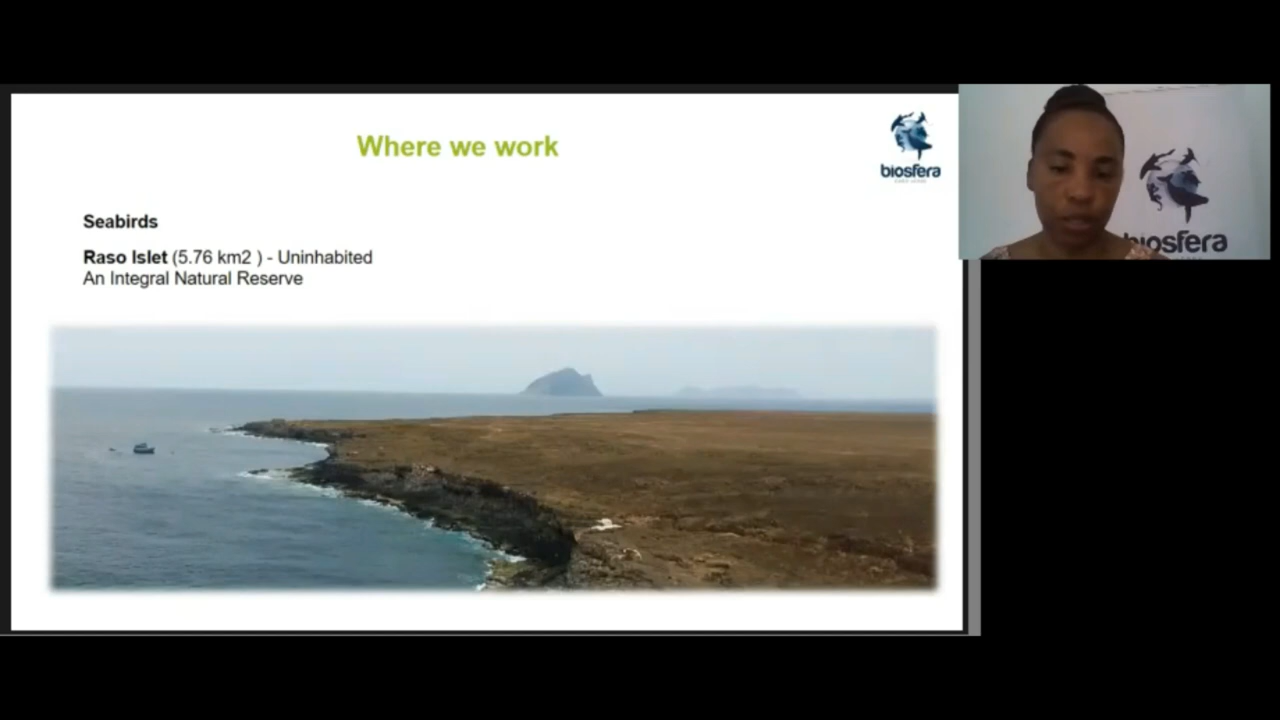 Where we work
biosfera
Seabirds
Raso Islet (5.76 km2 ) - Uninhabited
An Integral Natural Reserve
biosfera